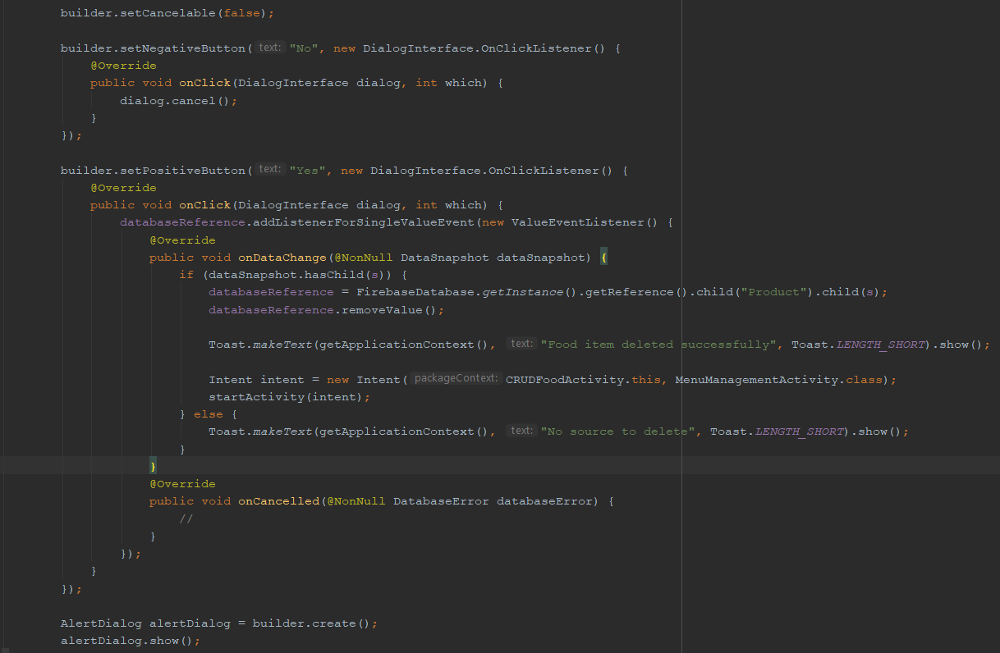 builder.setCancelable(false);
builder.setNegativeButton( text: "No", new DialogInterface.OnClickListener() {
@Override
public void onClick(DialogInterface dialog, int which) {
dialog.cancel();
}
});
builder.setPositiveButton( text: "Yes", new DialogInterface.OnClickListener() {
@Override
public void onClick(DialogInterface dialog, int which) {
databaseReference.addListenerForSingleValueEvent(new ValueEventListener() {
@Override
public void onDataChange(@NonNull DataSnapshot dataSnapshot) {
if (dataSnapshot.hasChild(s)) {
databaseReference = FirebaseDatabase.getInstance().getReference().child("Product").child(s);
databaseReference.removeValue();
Toast.makeText(getApplicationContext(), text: "Food item deleted successfully", Toast.LENGTH_SHORT).show();
Intent intent = new Intent( packageContext: CRUDFoodActivity.this, MenuManagementActivity.class);
startActivity(intent);
} else {
Toast.makeText(getApplicationContext(), text: "No source to delete", Toast.LENGTH_SHORT).show();
}
}
@Override
public void onCancelled(@NonNull DatabaseError databaseError) {
//
}
});
}
});
AlertDialog alertDialog = builder.create();
alertDialog.show();